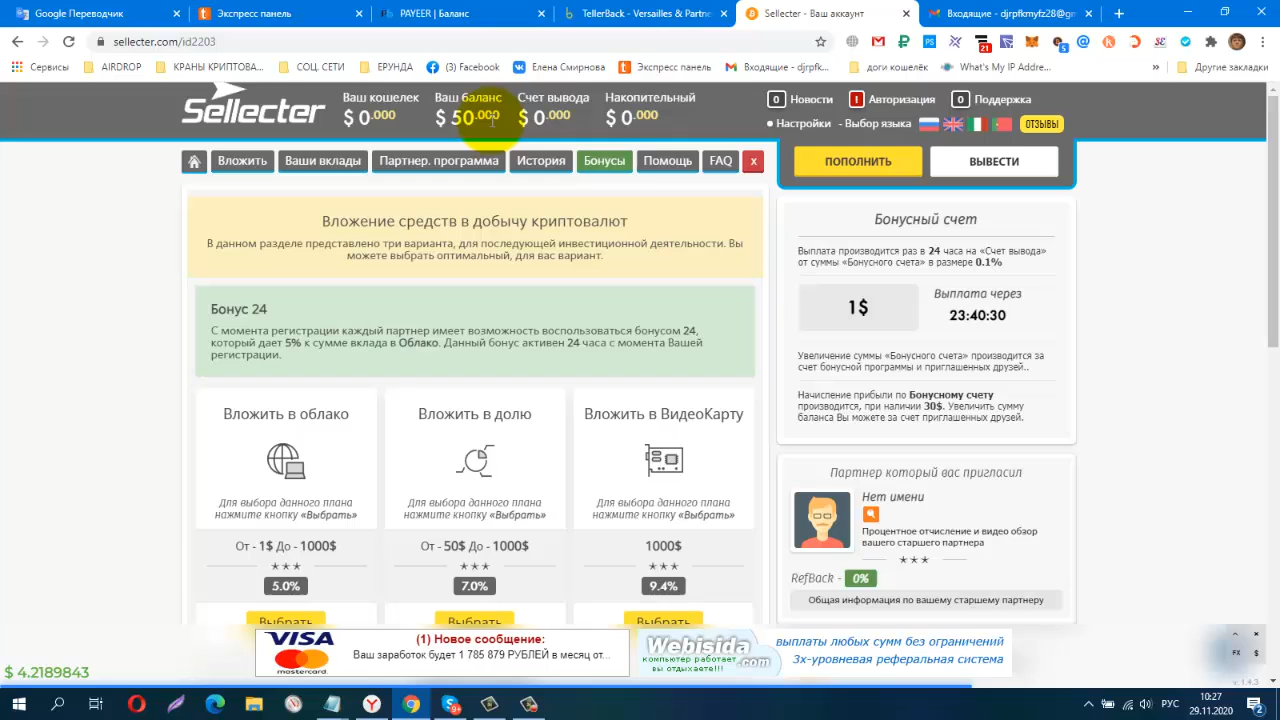 Google Переводчик
Экспресс панель
PAYEER | Баланс
TellerBack - Versailles & Partne
Sellecter - Ваш аккаунт
Входящие - djrpfkmyfz28@gm
sellecter.com/id2203
Сервисы
AIRDROP
КРАНЫ КРИПТОВА...
СОЦ. СЕТИ
ЕРУНДА
(3) Facebook
Елена Смирнова
Экспресс панель
Входящие - djrpfk...
доги кошелёк
What's My IP Addre...
Другие закладки
Sellecter
Ваш кошелек
$ 0.000
Ваш баланс
$ 50.000
Счет вывода
$ 0.000
Накопительный
$ 0.000
0 Новости
! Авторизация
0 Поддержка
Настройки - Выбор языка
ОТЗЫВЫ
Вложить
Ваши вклады
Партнер. программа
История
Бонусы
Помощь
FAQ
x
ПОПОЛНИТЬ
ВЫВЕСТИ
Вложение средств в добычу криптовалют
В данном разделе представлено три варианта, для последующей инвестиционной деятельности. Вы
можете выбрать оптимальный, для вас вариант.
Бонус 24
С момента регистрации каждый партнер имеет возможность воспользоваться бонусом 24,
который дает 5% к сумме вклада в Облако. Данный бонус активен 24 часа с момента Вашей
регистрации.
Вложить в облако
Для выбора данного плана
нажмите кнопку «Выбрать»
От - 1$ До - 1000$
5.0%
Выбрать
Вложить в долю
Для выбора данного плана
нажмите кнопку «Выбрать»
От - 50$ До - 1000$
7.0%
Выбрать
Вложить в ВидеоКарту
Для выбора данного плана
нажмите кнопку «Выбрать»
1000$
9.4%
Выбрать
Бонусный счет
Выплата производится раз в 24 часа на «Счет вывода»
от суммы «Бонусного счета» в размере 0.1%
1$
Выплата через
23:40:30
Увеличение суммы «Бонусного счета» производится за
счет бонусной программы и приглашенных друзей..
Начисление прибыли по Бонусному счету
производится, при наличии 30$. Увеличить сумму
баланса Вы можете за счет приглашенных друзей.
Партнер который вас пригласил
Нет имени
Процентное отчисление и видео обзор
вашего старшего партнера
RefBack - 0%
Общая информация по вашему старшему партнеру
VISA
mastercard.
(1) Новое сообщение:
Ваш заработок будет 1 785 879 РУБЛЕЙ в месяц от...
Webisida.com
компьютер работает
вы отдыхаете!!!
выплаты любых сумм без ограничений
3х-уровневая реферальная система
FX $
v. 1.4.3
$ 4.2189843
РУС
10:27
29.11.2020